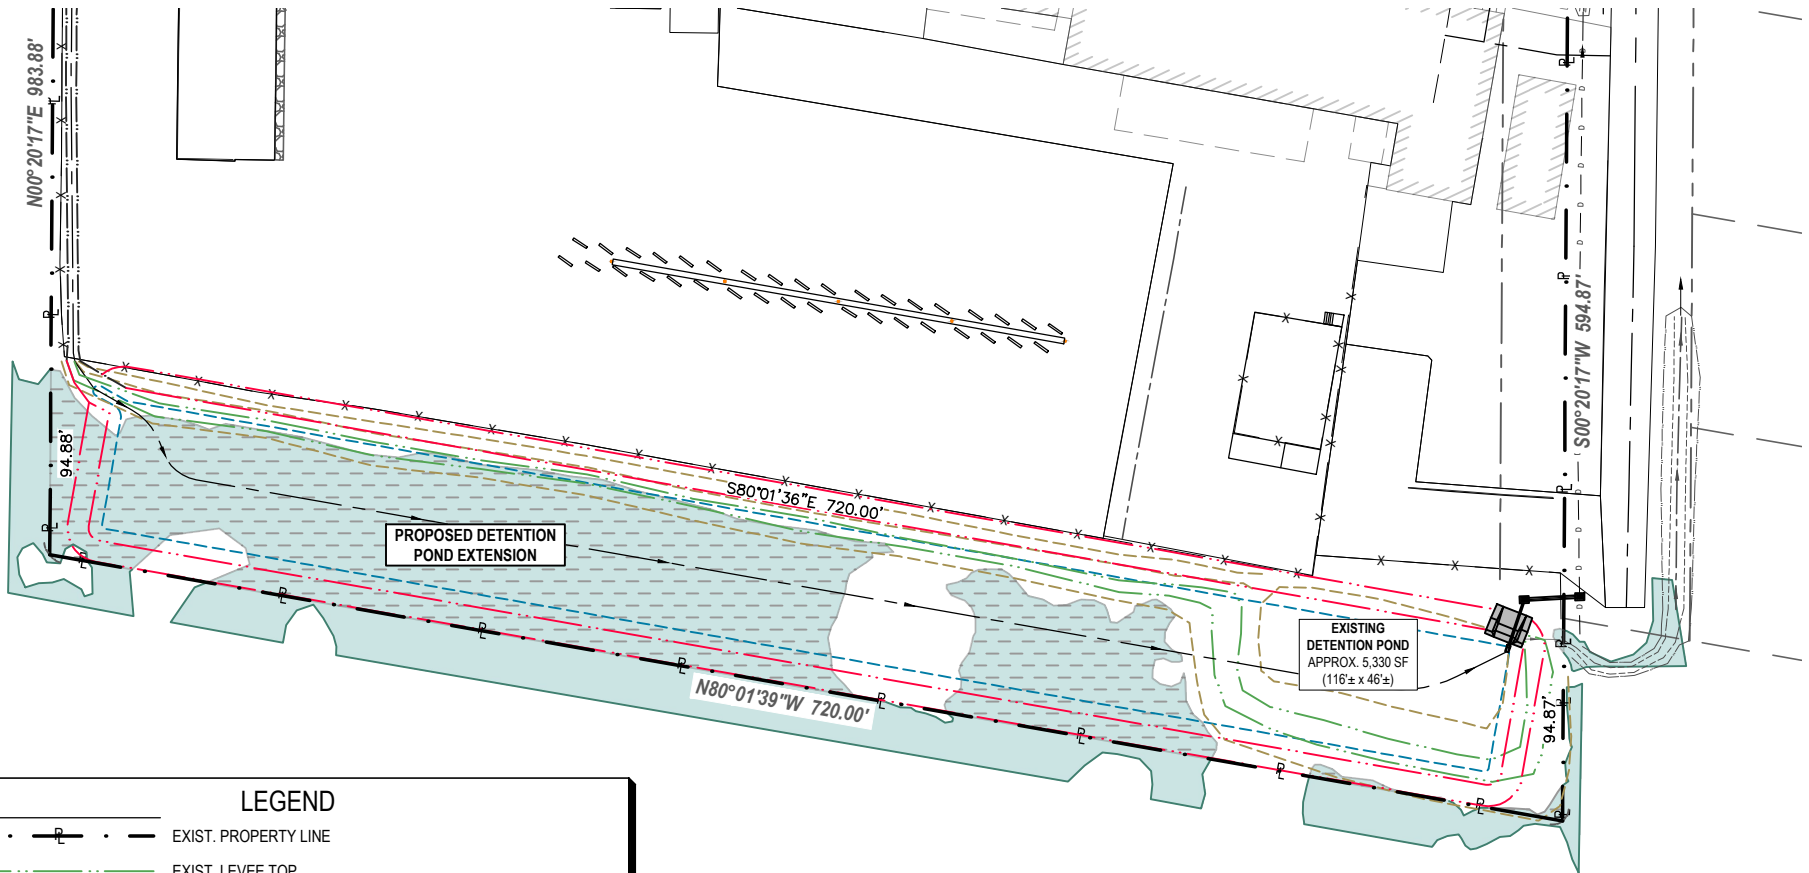 N00°20'17"E 983.88'
S00°20'17"W 594.87'
94.88'
S80°01'36"E 720.00'
PROPOSED DETENTION
POND EXTENSION
EXISTING
DETENTION POND
APPROX. 5,330 SF
(116'± x 46'±)
N80°01'39"W 720.00'
94.87'
LEGEND
EXIST. PROPERTY LINE
EXIST. LEVEE TOP